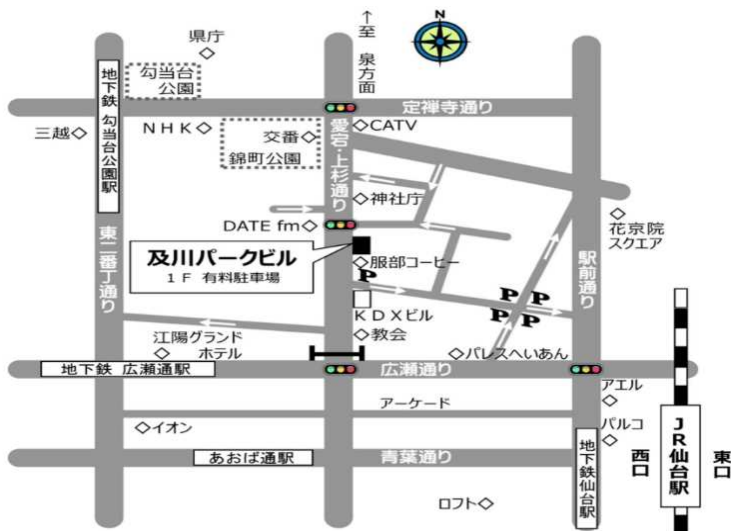 ↑至 泉方面
N
県庁
勾当台
公園
地下鉄 勾当台公園駅
定禅寺通り
三越◇
NHK◇
交番◇
錦町公園
◇CATV
愛宕・上杉通り
◇神社庁
DATE fm◇
花京院
スクエア
東二番丁通り
及川パークビル
1F 有料駐車場
◇服部コーヒー
駅前通り
P
P P
P P
KDXビル
江陽グランド
ホテル
◇教会
◇パレスへいあん
地下鉄 広瀬通駅
広瀬通り
アエル
アーケード
◇イオン
パルコ
JR仙台駅
西口
東口
あおば通駅
青葉通り
地下鉄仙台駅
ロフト◇